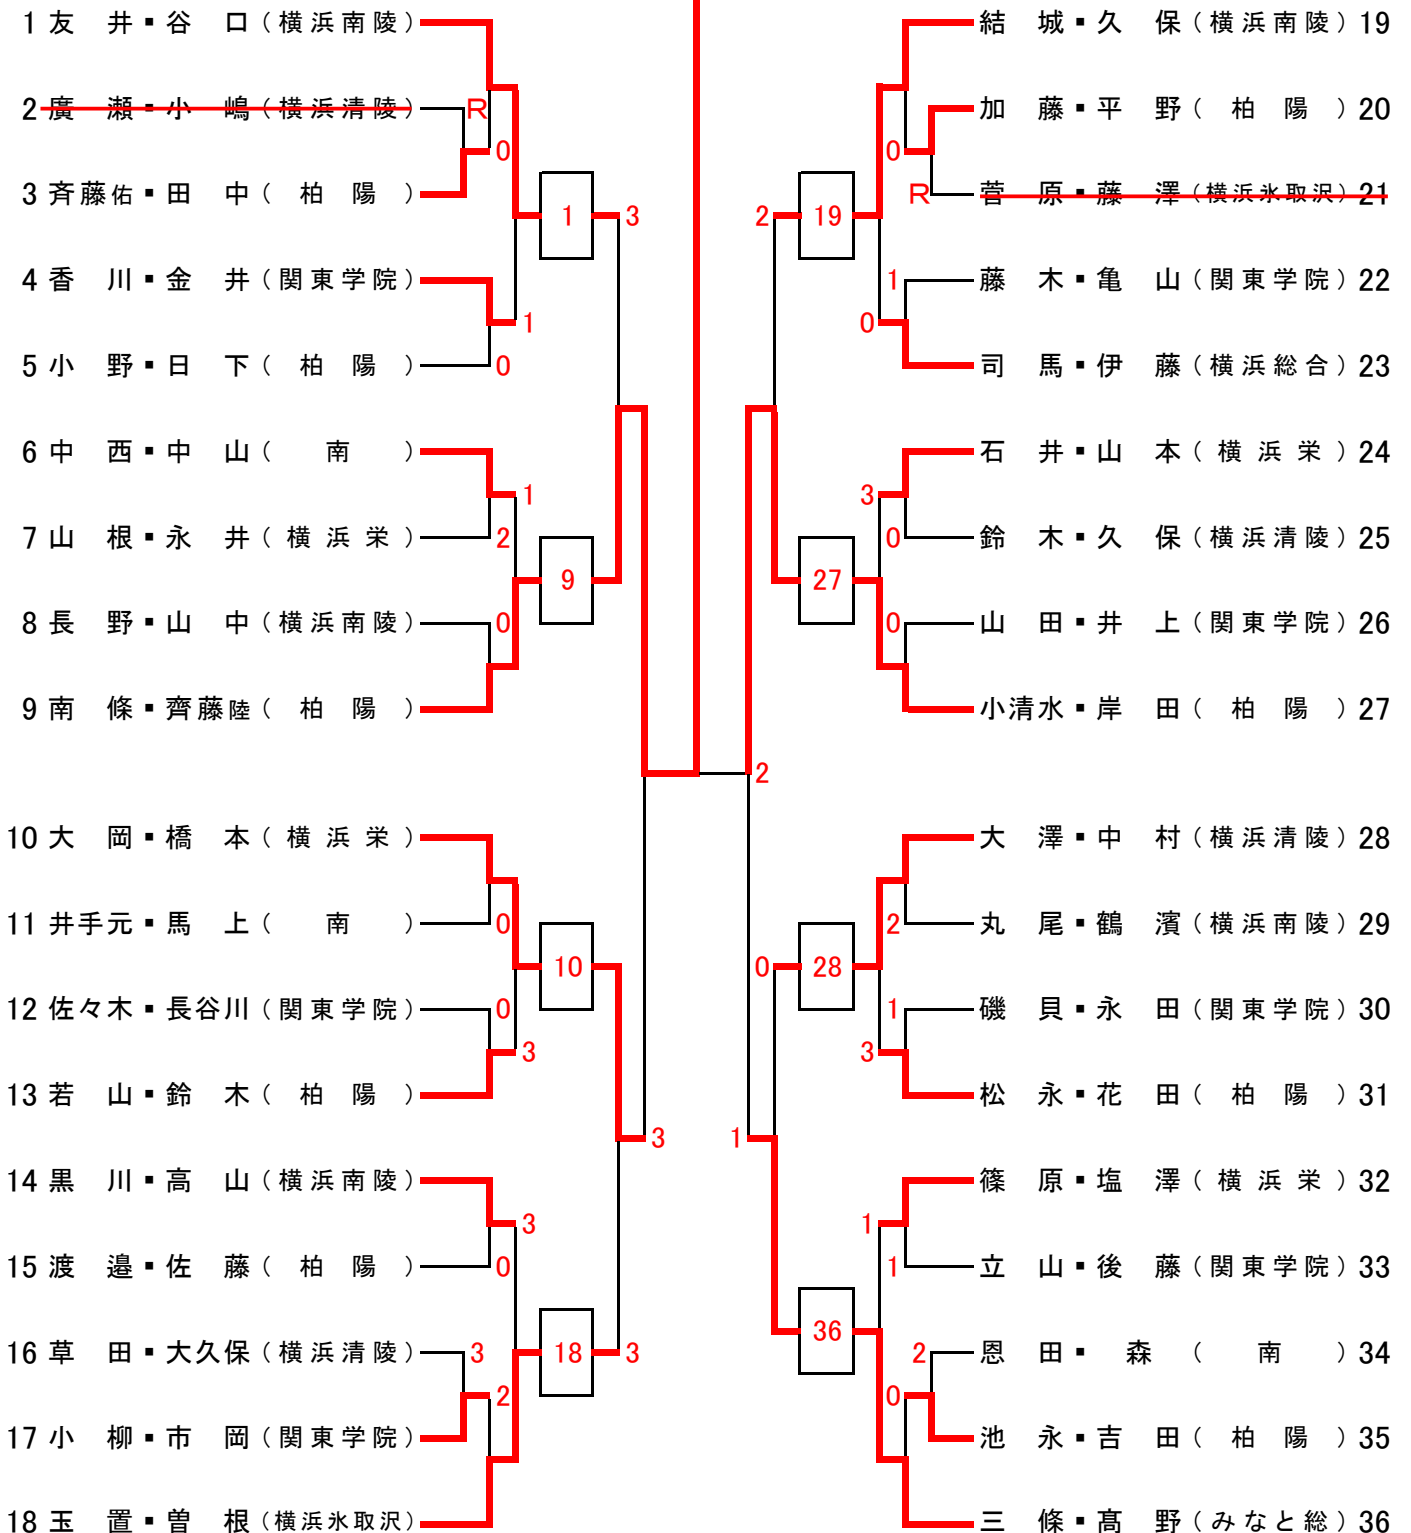 1 友 井・谷 口 (横浜南陵)
2 廣 瀬・小 嶋 (横浜清陵)
R
0
3 斉藤佑・田 中 ( 柏 陽 )
1
3
4 香 川・金 井 (関東学院)
1
5 小 野・日 下 ( 柏 陽 )
0
6 中 西・中 山 ( 南 )
1
7 山 根・永 井 ( 横 浜 栄 )
2
9
8 長 野・山 中 (横浜南陵)
0
9 南 條・齊藤陸 ( 柏 陽 )
10 大 岡・橋 本 ( 横 浜 栄 )
11 井手元・馬 上 ( 南 )
0
10
12 佐々木・長谷川 (関東学院)
0
3
13 若 山・鈴 木 ( 柏 陽 )
3
14 黒 川・高 山 (横浜南陵)
3
15 渡 邉・佐 藤 ( 柏 陽 )
0
16 草 田・大久保 (横浜清陵)
3
18
3
2
17 小 柳・市 岡 (関東学院)
18 玉 置・曽 根 (横浜氷取沢)
結 城・久 保 (横浜南陵) 19
加 藤・平 野 ( 柏 陽 ) 20
0
R
菅 原・藤 澤 (横浜氷取沢) 21
2
19
1
藤 木・亀 山 (関東学院) 22
0
司 馬・伊 藤 (横浜総合) 23
石 井・山 本 ( 横 浜 栄 ) 24
3
0
鈴 木・久 保 (横浜清陵) 25
27
0
山 田・井 上 (関東学院) 26
小清水・岸 田 ( 柏 陽 ) 27
2
大 澤・中 村 (横浜清陵) 28
2
丸 尾・鶴 濱 (横浜南陵) 29
0
28
1
磯 貝・永 田 (関東学院) 30
3
松 永・花 田 ( 柏 陽 ) 31
1
篠 原・塩 澤 ( 横 浜 栄 ) 32
1
1
立 山・後 藤 (関東学院) 33
36
2
恩 田・ 森 ( 南 ) 34
0
池 永・吉 田 ( 柏 陽 ) 35
三 條・髙 野 (みなと総) 36